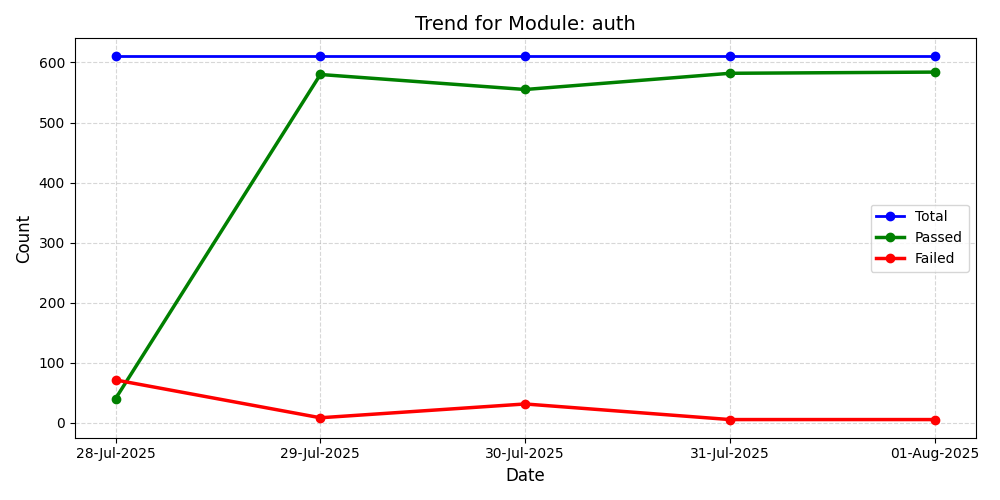 Trend for Module: auth
Count
600
500
400
300
200
100
0
Total
Passed
Failed
28-Jul-2025
29-Jul-2025
30-Jul-2025
31-Jul-2025
01-Aug-2025
Date